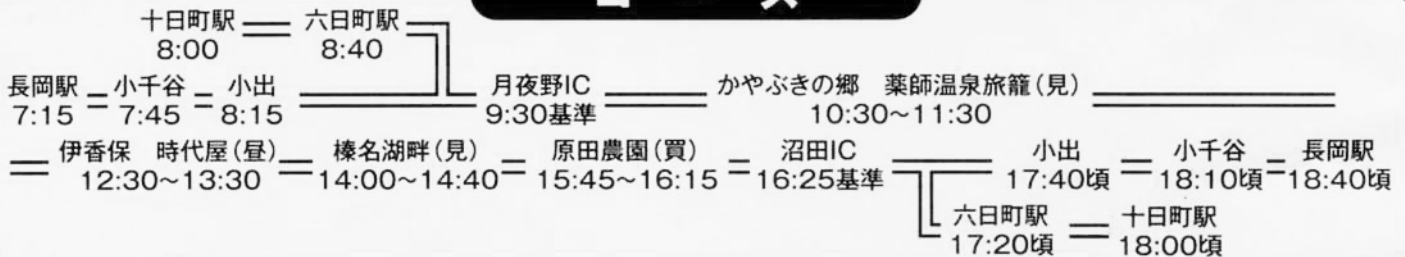 十日町駅 六日町駅
8:00 8:40
長岡駅 小千谷 小出 月夜野IC かやぶきの郷 薬師温泉旅籠(見)
7:15 7:45 8:15 9:30基準 10:30~11:30
伊香保 時代屋(昼) 榛名湖畔(見) 原田農園(買) 沼田IC 小出 小千谷 長岡駅
12:30~13:30 14:00~14:40 15:45~16:15 16:25基準 17:40頃 18:10頃 18:40頃
六日町駅 十日町駅
17:20頃 18:00頃